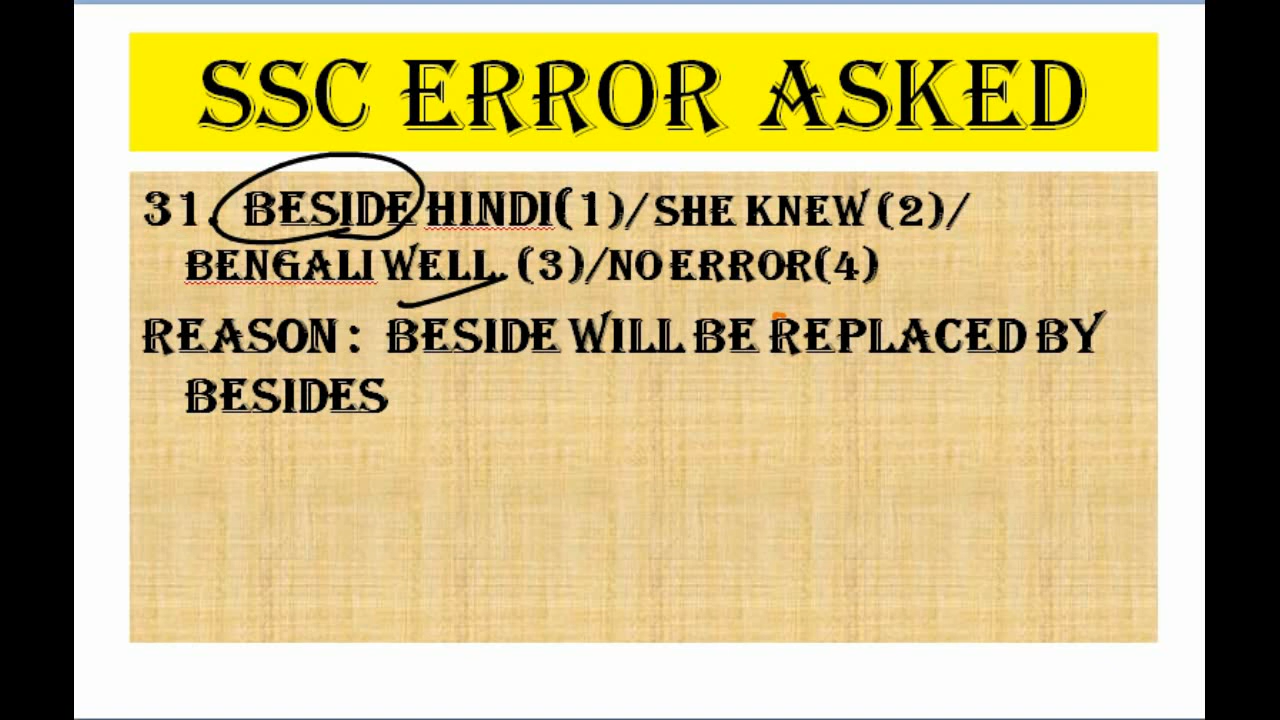 SSC ERROR ASKED
31. BESIDE HINDI(1)/ SHE KNEW (2)/
BENGALI WELL. (3)/NO ERROR(4)
REASON : BESIDE WILL BE REPLACED BY
BESIDES